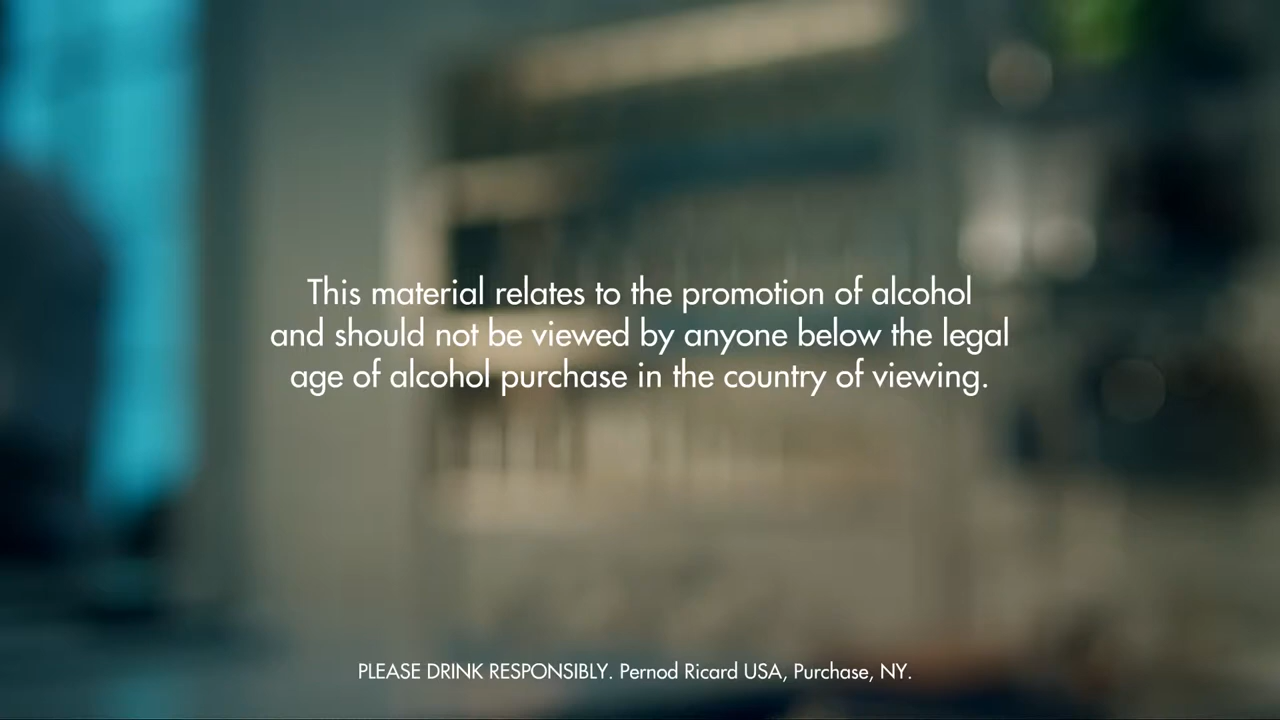 This material relates to the promotion of alcohol
and should not be viewed by anyone below the legal
age of alcohol purchase in the country of viewing.
PLEASE DRINK RESPONSIBLY. Pernod Ricard USA, Purchase, NY.